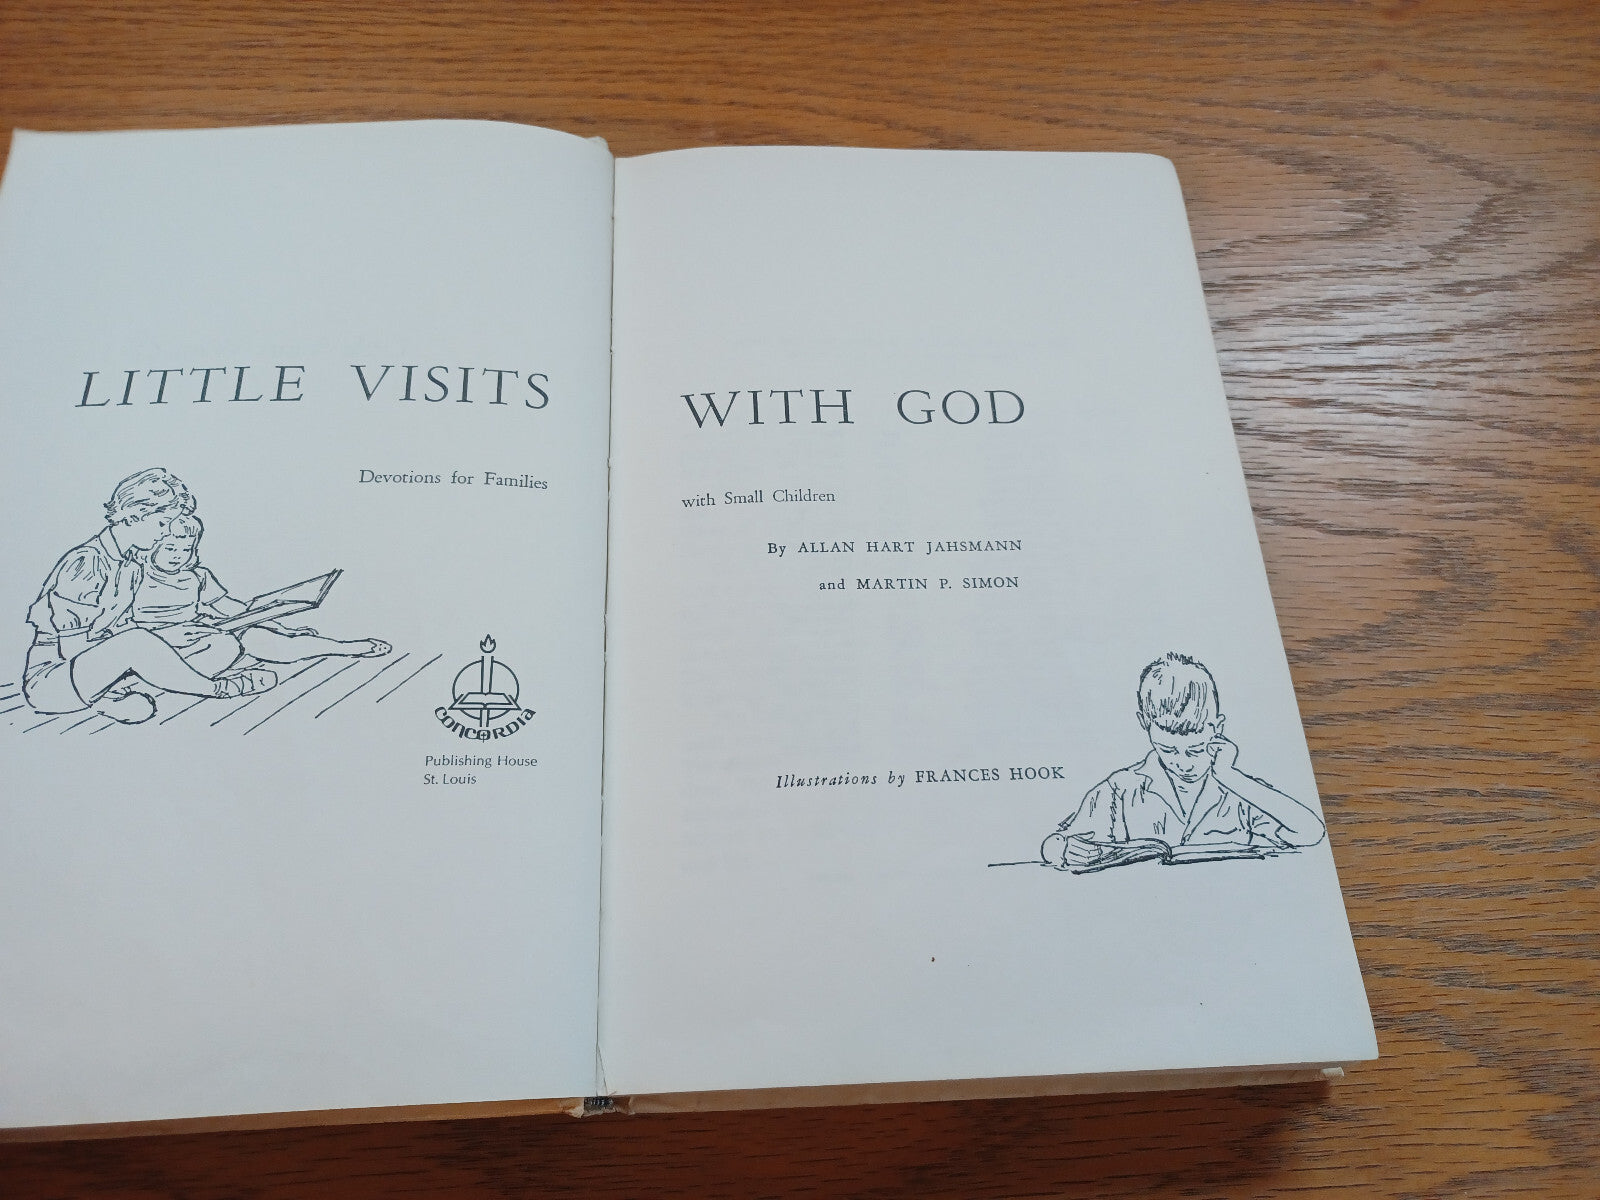 LITTLE VISITS WITH GOD
Devotions for Families with Small Children
By ALLAN HART JAHSMANN
and MARTIN P. SIMON
CONCORDIA
Publishing House
St. Louis
Illustrations by FRANCES HOOK